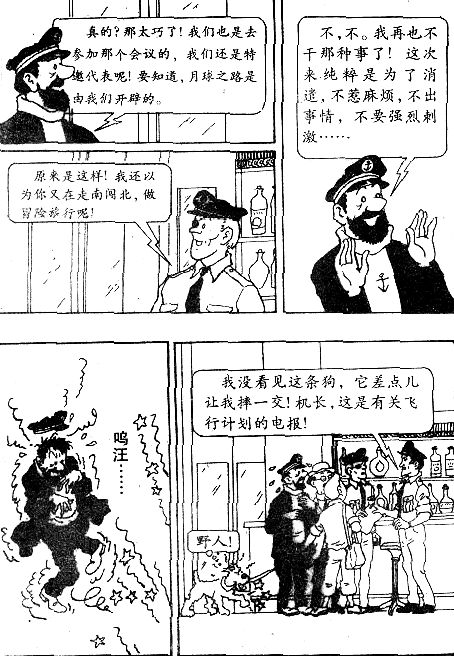 真的？那太巧了！我们也是去
参加那个会议的，我们还是特
邀代表呢！要知道，月球之路是
由我们开辟的。
原来是这样！我还以
为你又在走南闯北，做
冒险旅行呢！
不，不。我再也不
干那种事了！这次
来纯粹是为了消
遣，不惹麻烦，不出
事情，不要强烈刺
激……
呜汪……
我没看见这条狗，它差点儿
让我摔一交！机长，这是有关飞
行计划的电报！
野人！